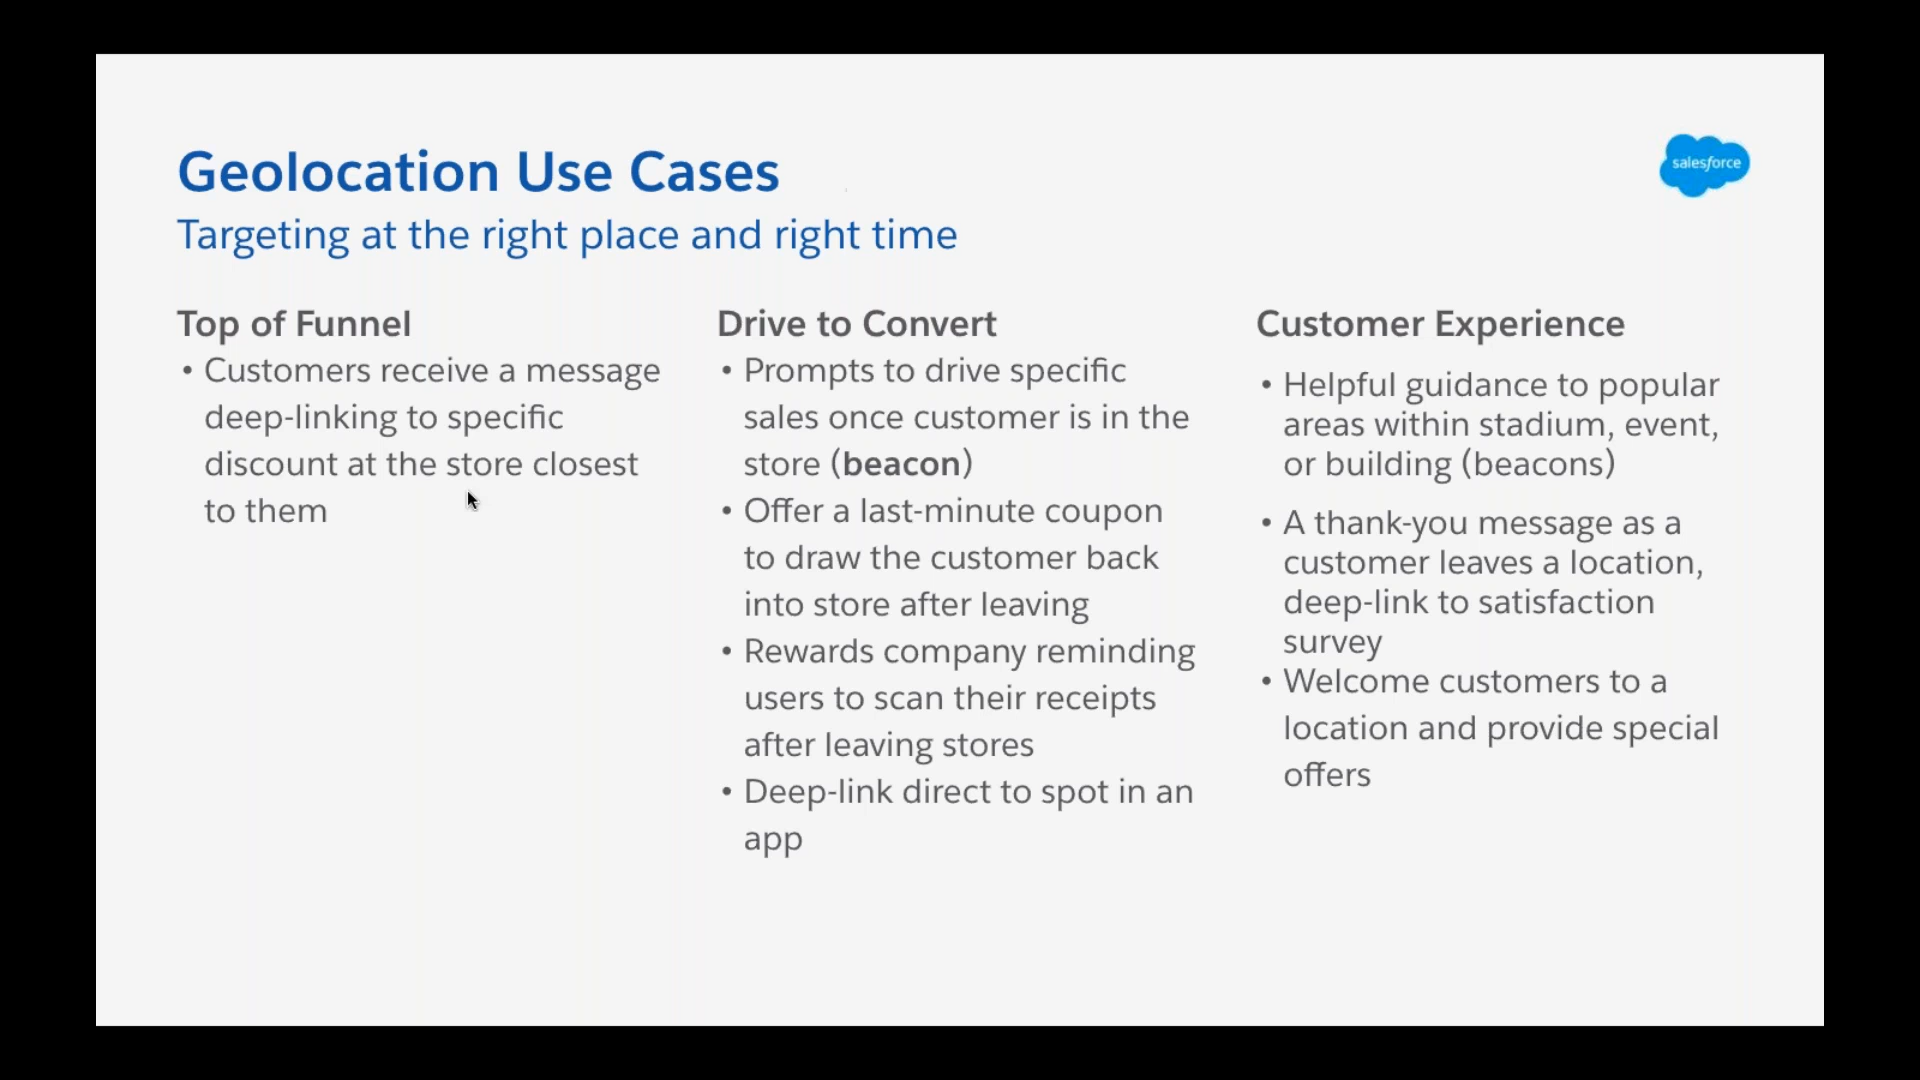 Geolocation Use Cases
salesforce
Targeting at the right place and right time
Top of Funnel
• Customers receive a message
deep-linking to specific
discount at the store closest
to them
Drive to Convert
• Prompts to drive specific
sales once customer is in the
store (beacon)
• Offer a last-minute coupon
to draw the customer back
into store after leaving
• Rewards company reminding
users to scan their receipts
after leaving stores
• Deep-link direct to spot in an
app
Customer Experience
• Helpful guidance to popular
areas within stadium, event,
or building (beacons)
• A thank-you message as a
customer leaves a location,
deep-link to satisfaction
survey
• Welcome customers to a
location and provide special
offers